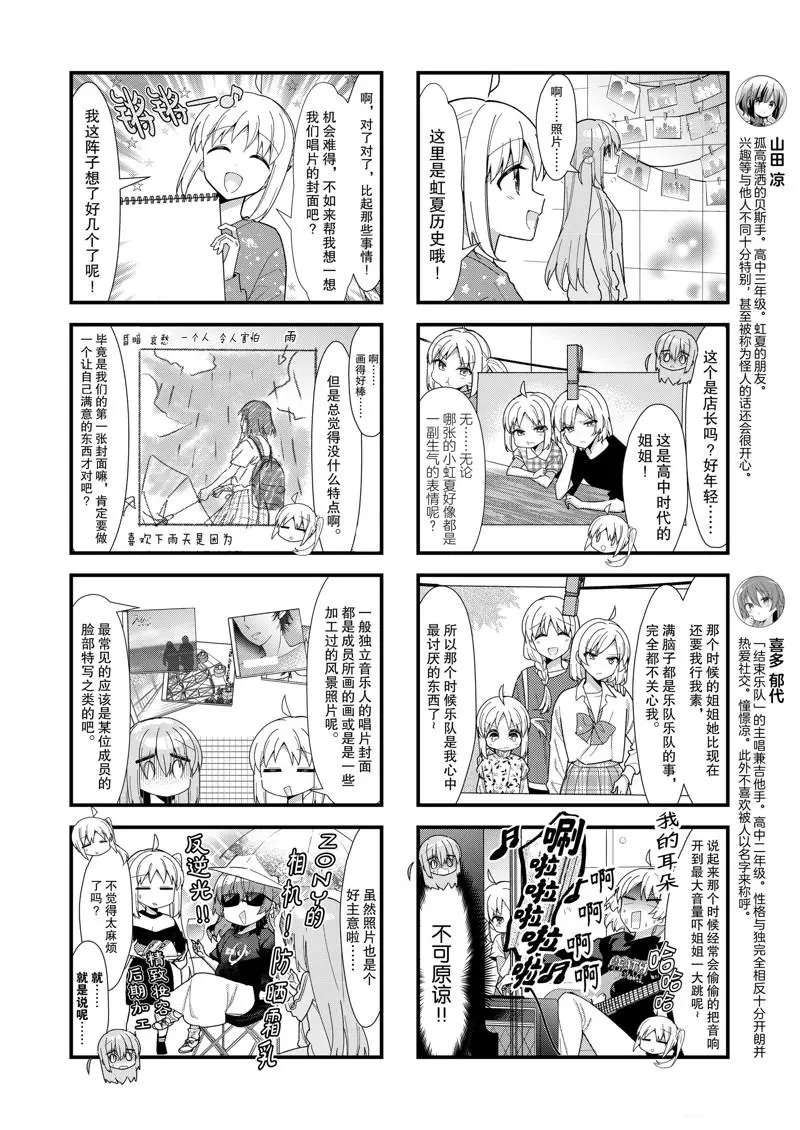 山田 凉
孤高潇洒的贝斯手。高中三年级。虹夏的朋友。
兴趣等与他人不同十分特别，甚至被称为怪人的话还会很开心。
喜多 郁代
「结束乐队」的主唱兼吉他手。高中二年级。性格与独完全相反十分开朗并
热爱社交。憧憬凉。此外不喜欢被人以名字来称呼。
啊……
照片
这里是虹夏历史哦！
这个是店长吗？好年轻……
这是高中时代的
姐姐！
无……无论
哪张的小虹夏好像都是
一副生气的表情呢？
那个时候的姐姐她比现在
还要我行我素，
满脑子都是乐队乐队的事，
完全都不关心我。
所以那个时候乐队是我心中
最讨厌的东西了~
说起来那个时候经常会偷偷的把音响
开到最大音量吓姐姐一大跳呢~
我的耳朵
啊啊啊啊
唰啦啦啦啦啦
哈哈哈哈
不可原谅!!
啊，对了对了，比起那些事情！
机会难得，不如来帮我想一想
我们唱片的封面吧？
锵锵—♪
我这阵子想了好几个了呢！
啊……
画得好棒……
但是总觉得没什么特点啊。
昏暗 哀愁 一个人 令人害怕 雨
喜欢下雨天是因为
毕竟是我们的第一张封面嘛，肯定要做
一个让自己满意的东西才对吧？
一般独立音乐人的唱片封面
都是成员所画的画或是是一些
加工过的风景照片呢。
最常见的应该是某位成员的
脸部特写之类的吧。
虽然照片也是个
好主意啦……
NOZY的
相机!!
防晒霜乳
反逆光!!
精致妆容
后期加工
不觉得太麻烦
了吗？
就……
就是说呢……